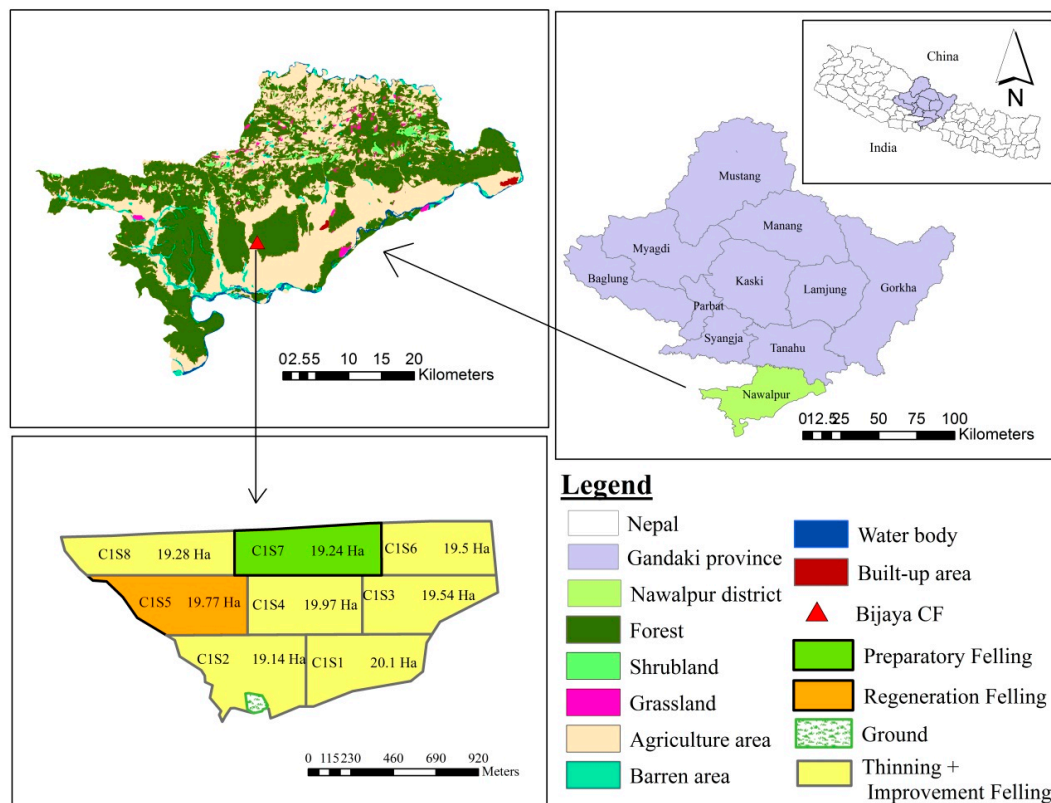 02.55 10 15 20
Kilometers
China
N
India
Mustang
Manang
Myagdi
Baglung
Kaski
Lamjung
Gorkha
Parbat
Syangja
Tanahu
Nawalpur
012.525 50 75 100
Kilometers
C1S8 19.28 Ha
C1S7 19.24 Ha
C1S6 19.5 Ha
C1S5 19.77 Ha
C1S4 19.97 Ha
C1S3 19.54 Ha
C1S2 19.14 Ha
C1S1 20.1 Ha
0 115230 460 690 920
Meters
Legend
Nepal
Gandaki province
Nawalpur district
Forest
Shrubland
Grassland
Agriculture area
Barren area
Water body
Built-up area
Bijaya CF
Preparatory Felling
Regeneration Felling
Ground
Thinning +
Improvement Felling